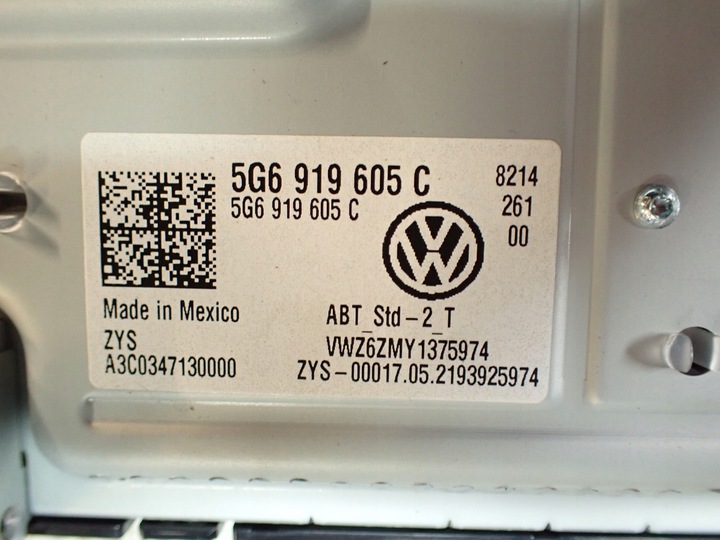 5G6 919 605 C
5G6 919 605 C
8214
261
00
Made in Mexico
ZYS
A3C0347130000
ABT_Std-2_T
VWZ6ZMY1375974
ZYS-00017.05.2193925974